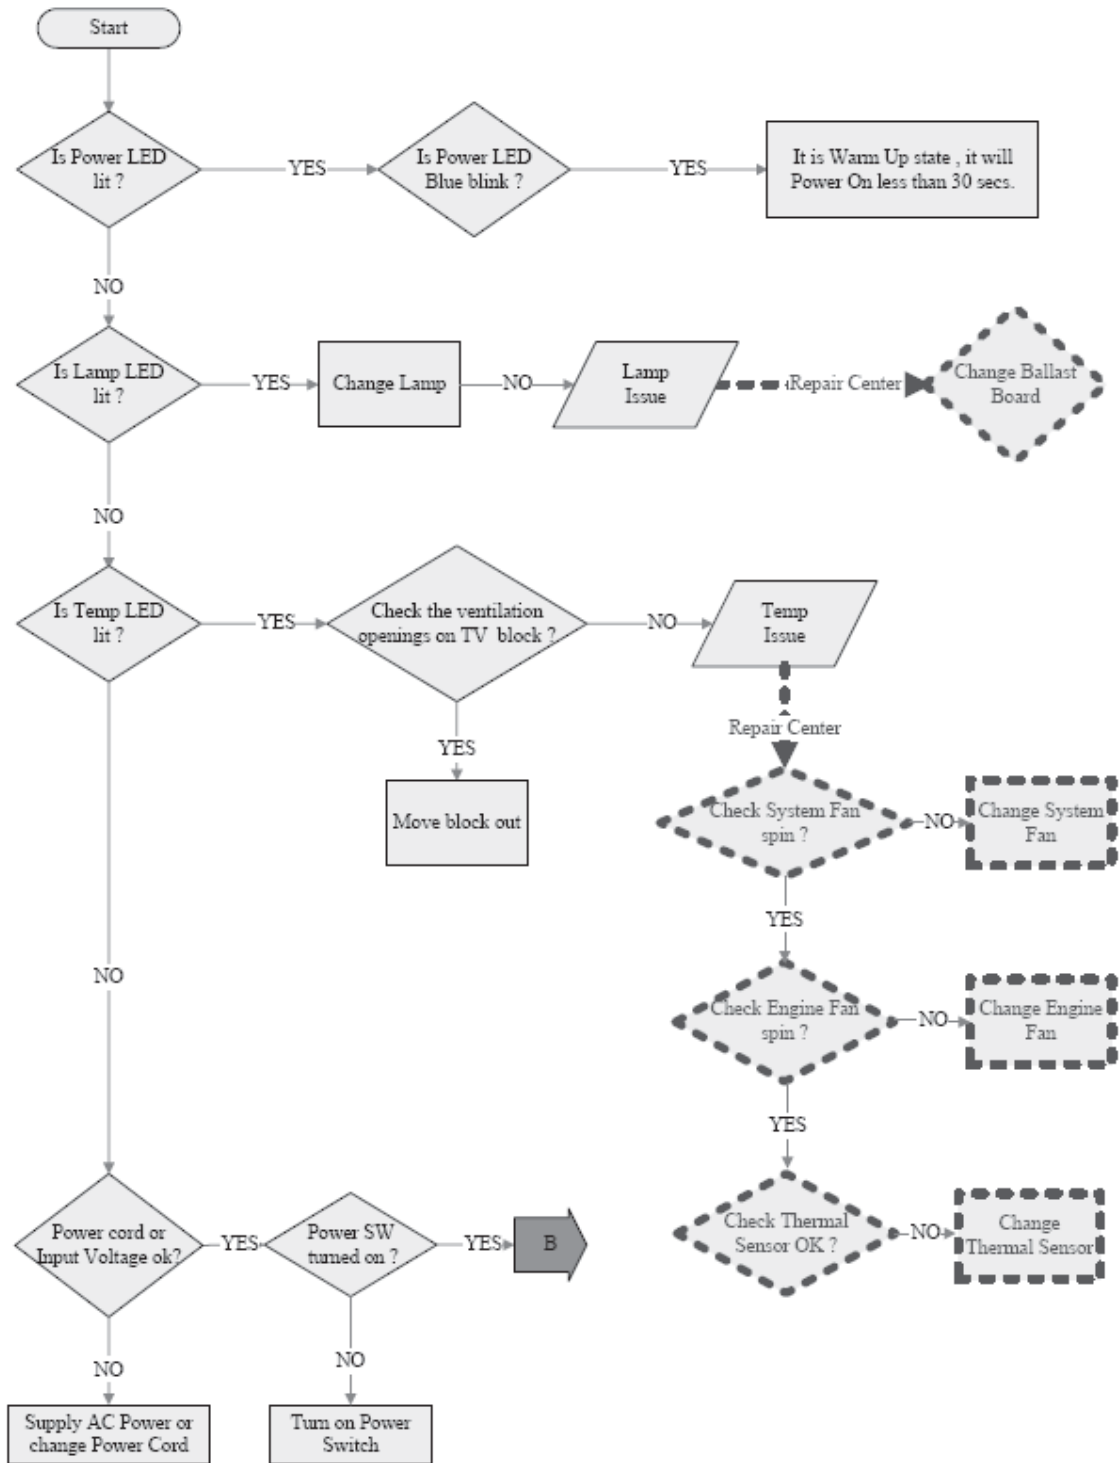 Start
Is Power LED
lit ?
YES
Is Power LED
Blue blink ?
YES
It is Warm Up state , it will
Power On less than 30 secs.
NO
Is Lamp LED
lit ?
YES
Change Lamp
NO
Lamp
Issue
Repair Center
Change Ballast
Board
NO
Is Temp LED
lit ?
YES
Check the ventilation
openings on TV  block ?
NO
Temp
Issue
YES
Move block out
Repair Center
Check System Fan
spin ?
NO
Change System
Fan
YES
Check Engine Fan
spin ?
NO
Change Engine
Fan
YES
Check Thermal
Sensor OK ?
NO
Change
Thermal Sensor
NO
Power cord or
Input Voltage ok?
YES
Power SW
turned on ?
YES
B
NO
Supply AC Power or
change Power Cord
NO
Turn on Power
Switch